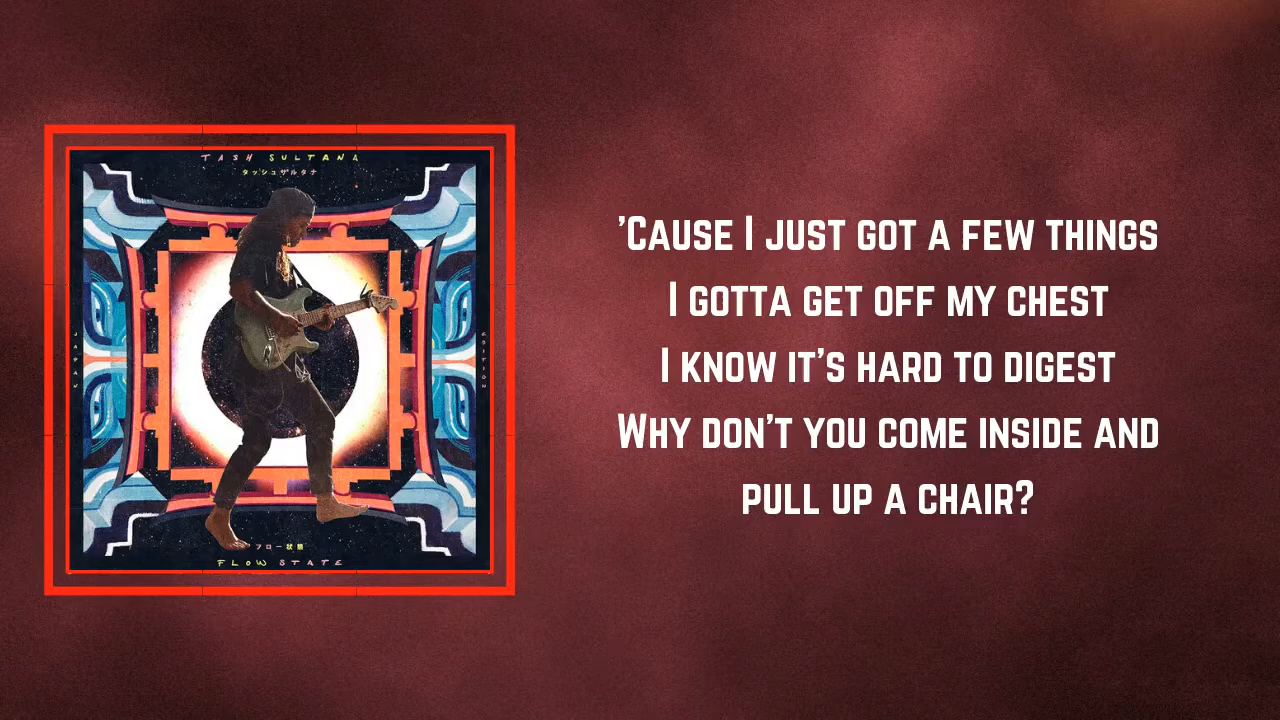 TASH SULTANA
タッシュサルタナ
JAPAN
EDITION
フロー状態
FLOW STATE
’CAUSE I JUST GOT A FEW THINGS
I GOTTA GET OFF MY CHEST
I KNOW IT’S HARD TO DIGEST
WHY DON’T YOU COME INSIDE AND
PULL UP A CHAIR?